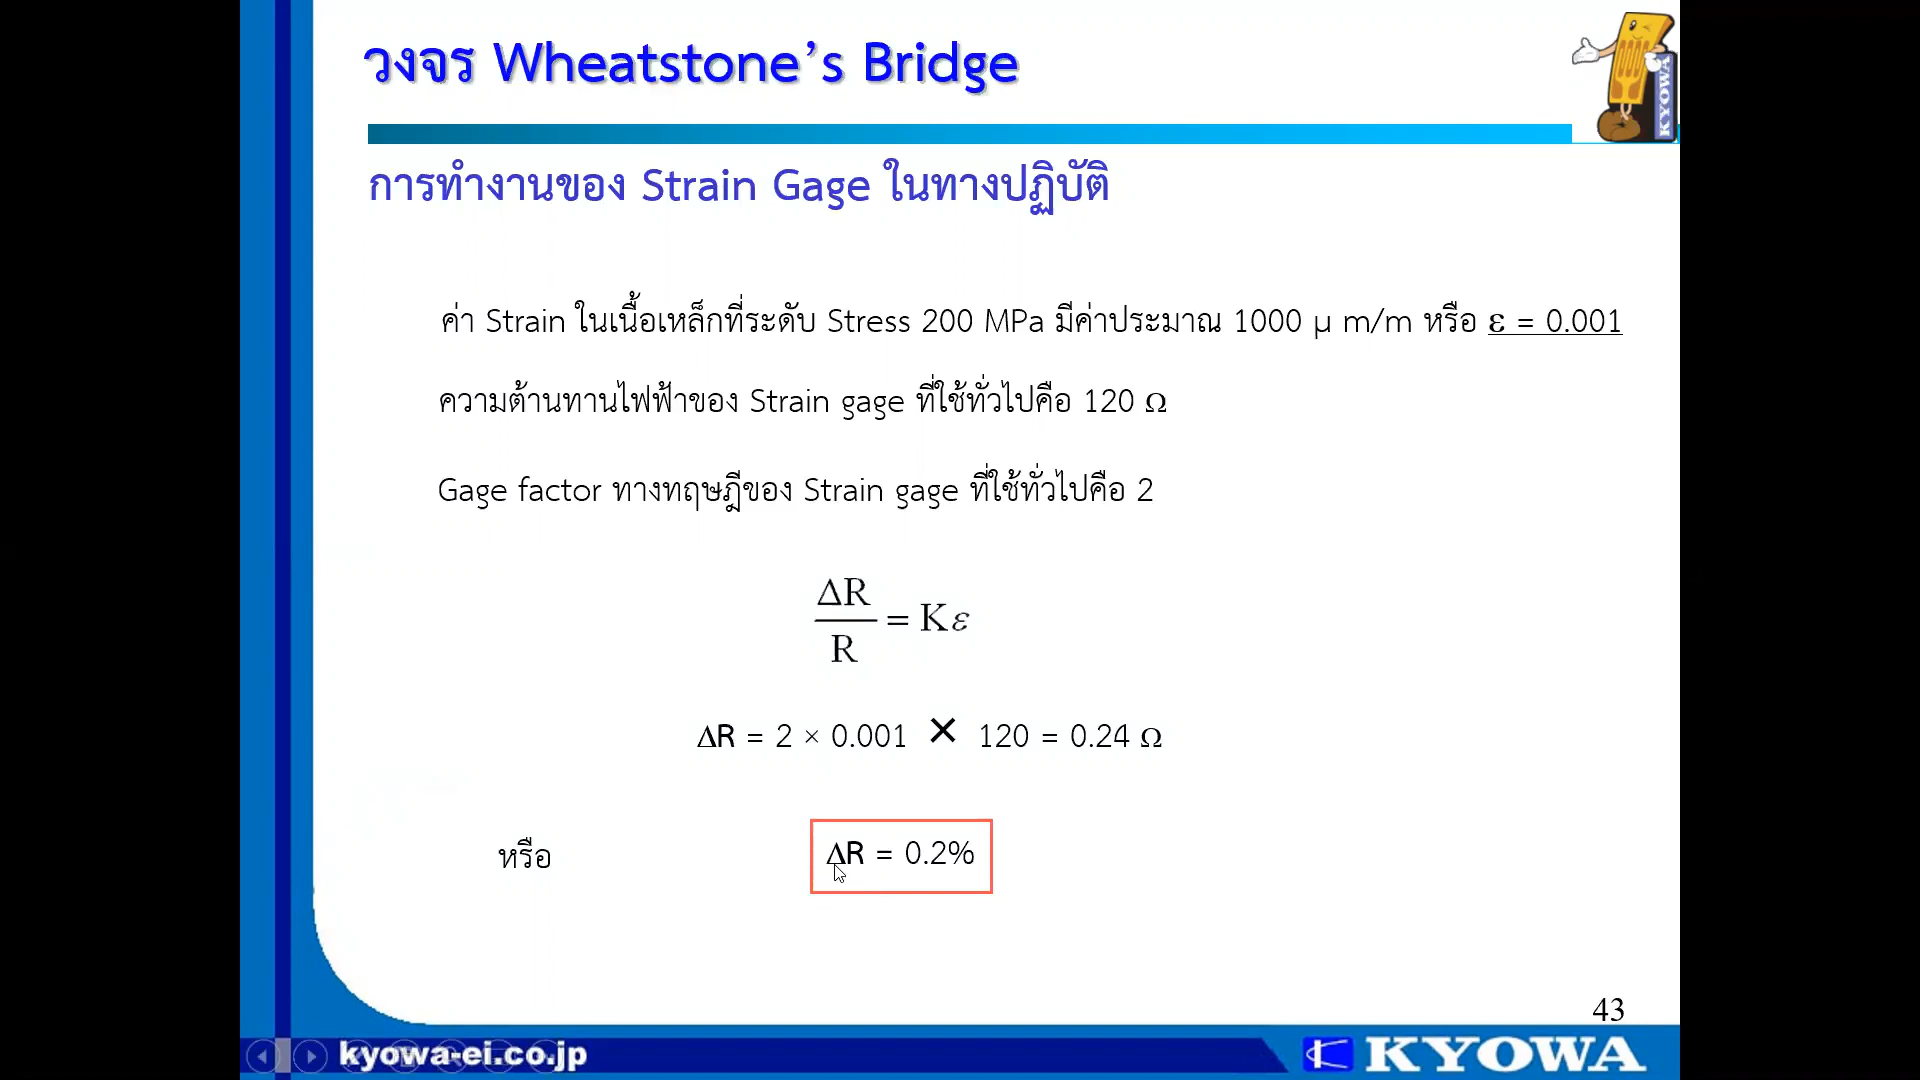 วงจร Wheatstone’s Bridge
KYOWA
การทำงานของ Strain Gage ในทางปฏิบัติ
ค่า Strain ในเนื้อเหล็กที่ระดับ Stress 200 MPa มีค่าประมาณ 1000 µ m/m หรือ ε = 0.001
ความต้านทานไฟฟ้าของ Strain gage ที่ใช้ทั่วไปคือ 120 Ω
Gage factor ทางทฤษฎีของ Strain gage ที่ใช้ทั่วไปคือ 2
ΔR
R
= Kε
ΔR = 2 × 0.001 × 120 = 0.24 Ω
หรือ ΔR = 0.2%
43
kyowa-ei.co.jp
KYOWA